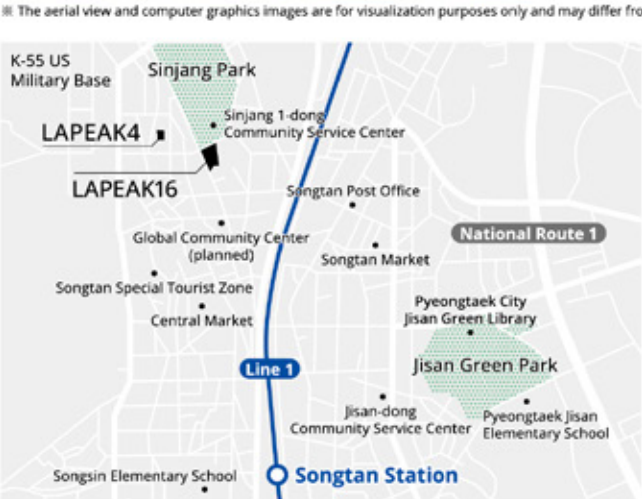 ※ The aerial view and computer graphics images are for visualization purposes only and may differ fro
K-55 US
Military Base
Sinjang Park
Sinjang 1-dong
Community Service Center
LAPEAK4
LAPEAK16
Songtan Post Office
Global Community Center
(planned)
National Route 1
Songtan Market
Songtan Special Tourist Zone
Central Market
Pyeongtaek City
Jisan Green Library
Line 1
Jisan Green Park
Jisan-dong
Community Service Center
Pyeongtaek Jisan
Elementary School
Songsin Elementary School
Songtan Station